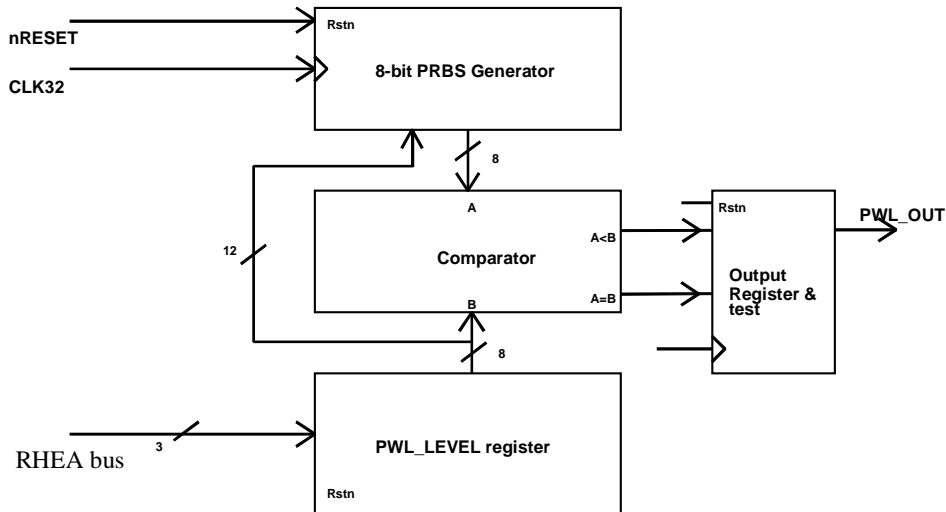 nRESET
Rstn
CLK32
8-bit PRBS Generator
8
A
Rstn
PWL_OUT
A<B
12
Comparator
Output
Register &
test
A=B
B
8
3
PWL_LEVEL register
RHEA bus
Rstn